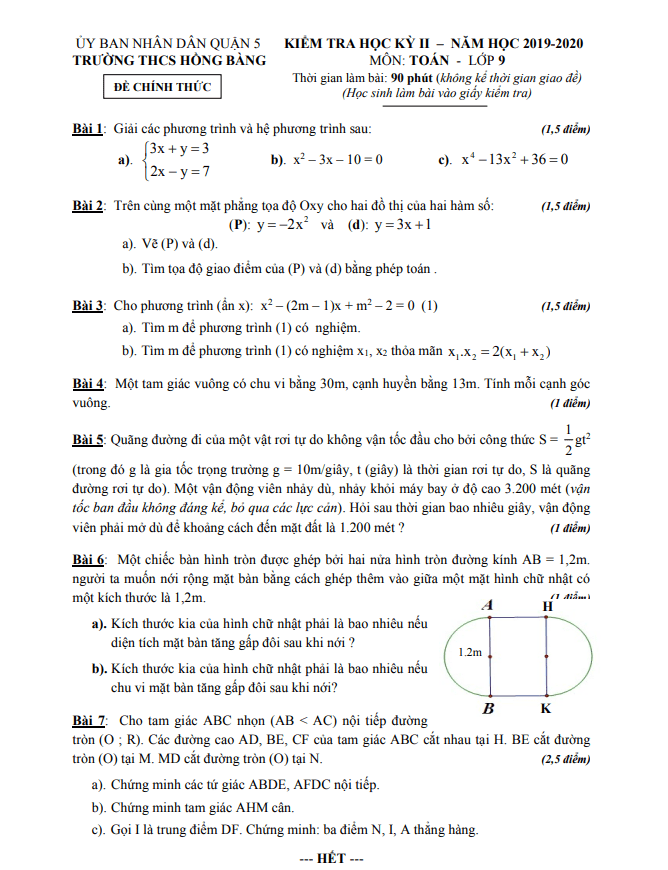 ỦY BAN NHÂN DÂN QUẬN 5
TRƯỜNG THCS HỒNG BÀNG
ĐỀ CHÍNH THỨC
KIỂM TRA HỌC KỲ II – NĂM HỌC 2019-2020
MÔN: TOÁN - LỚP 9
Thời gian làm bài: 90 phút (không kể thời gian giao đề)
(Học sinh làm bài vào giấy kiểm tra)
Bài 1: Giải các phương trình và hệ phương trình sau: (1,5 điểm)
a). {3x + y = 3
2x − y = 7
b). x² − 3x − 10 = 0 c). x⁴ − 13x² + 36 = 0
Bài 2: Trên cùng một mặt phẳng tọa độ Oxy cho hai đồ thị của hai hàm số: (1,5 điểm)
(P): y = −2x² và (d): y = 3x + 1
a). Vẽ (P) và (d).
b). Tìm tọa độ giao điểm của (P) và (d) bằng phép toán .
Bài 3: Cho phương trình (ẩn x): x² − (2m − 1)x + m² − 2 = 0 (1) (1,5 điểm)
a). Tìm m để phương trình (1) có nghiệm.
b). Tìm m để phương trình (1) có nghiệm x₁, x₂ thỏa mãn x₁.x₂ = 2(x₁ + x₂)
Bài 4: Một tam giác vuông có chu vi bằng 30m, cạnh huyền bằng 13m. Tính mỗi cạnh góc
vuông. (1 điểm)
Bài 5: Quãng đường đi của một vật rơi tự do không vận tốc đầu cho bởi công thức S = 1/2 gt²
(trong đó g là gia tốc trọng trường g = 10m/giây, t (giây) là thời gian rơi tự do, S là quãng
đường rơi tự do). Một vận động viên nhảy dù, nhảy khỏi máy bay ở độ cao 3.200 mét (vận
tốc ban đầu không đáng kể, bỏ qua các lực cản). Hỏi sau thời gian bao nhiêu giây, vận động
viên phải mở dù để khoảng cách đến mặt đất là 1.200 mét ? (1 điểm)
Bài 6: Một chiếc bàn hình tròn được ghép bởi hai nửa hình tròn đường kính AB = 1,2m.
người ta muốn nới rộng mặt bàn bằng cách ghép thêm vào giữa một mặt hình chữ nhật có
một kích thước là 1,2m. (1 điểm)
a). Kích thước kia của hình chữ nhật phải là bao nhiêu nếu
diện tích mặt bàn tăng gấp đôi sau khi nới ?
b). Kích thước kia của hình chữ nhật phải là bao nhiêu nếu
chu vi mặt bàn tăng gấp đôi sau khi nới?
A H
1.2m
B K
Bài 7: Cho tam giác ABC nhọn (AB < AC) nội tiếp đường
tròn (O ; R). Các đường cao AD, BE, CF của tam giác ABC cắt nhau tại H. BE cắt đường
tròn (O) tại M. MD cắt đường tròn (O) tại N. (2,5 điểm)
a). Chứng minh các tứ giác ABDE, AFDC nội tiếp.
b). Chứng minh tam giác AHM cân.
c). Gọi I là trung điểm DF. Chứng minh: ba điểm N, I, A thẳng hàng.
--- HẾT ---